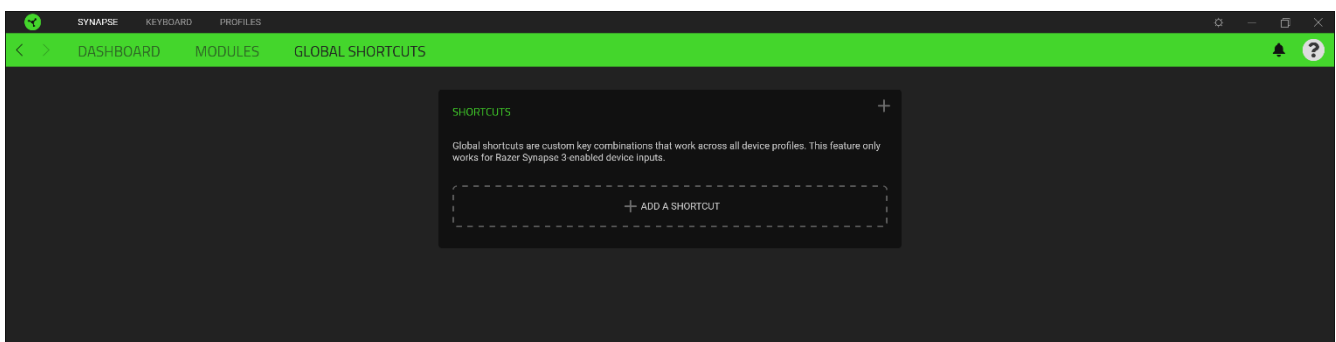 SYNAPSE KEYBOARD PROFILES
DASHBOARD MODULES GLOBAL SHORTCUTS
?
SHORTCUTS
Global shortcuts are custom key combinations that work across all device profiles. This feature only
works for Razer Synapse 3-enabled device inputs.
ADD A SHORTCUT